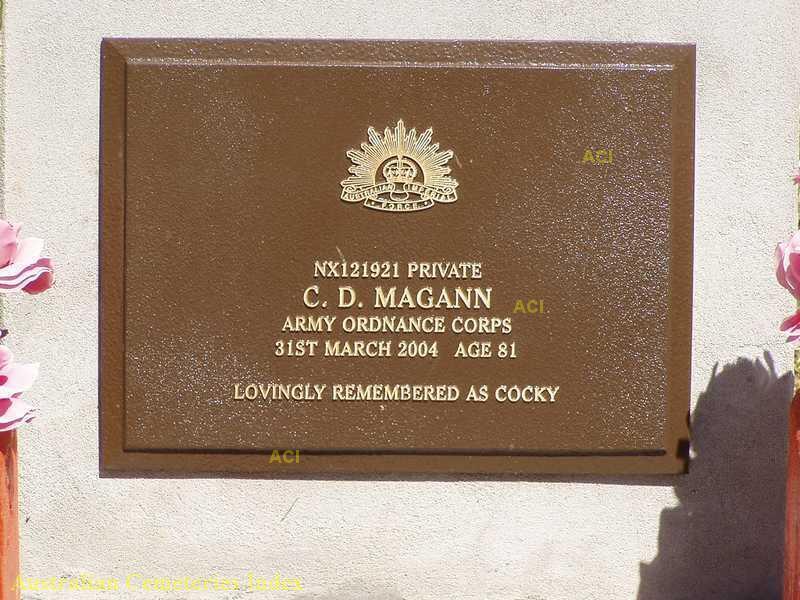 ACI
AUSTRALIAN IMPERIAL
FORCE
NX121921 PRIVATE
C. D. MAGANN
ACI
ARMY ORDNANCE CORPS
31ST MARCH 2004 AGE 81
LOVINGLY REMEMBERED AS COCKY
ACI
Australian Cemeteries Index